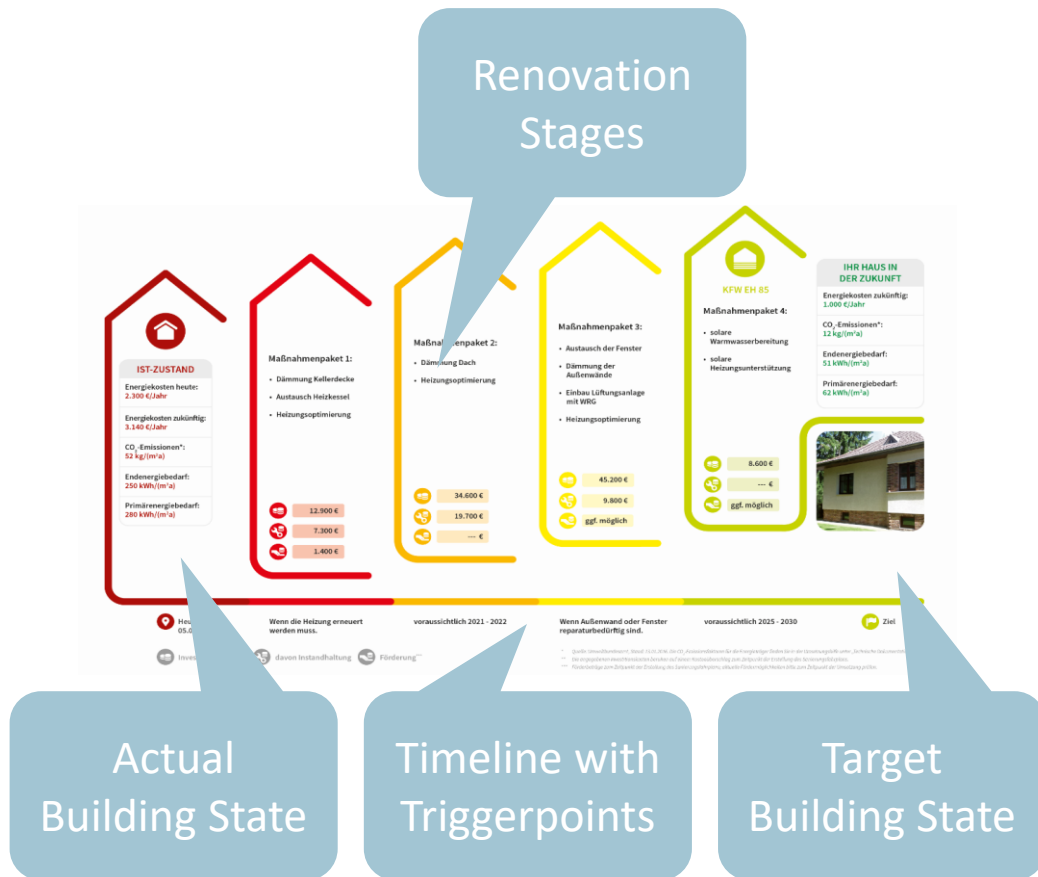 Renovation
Stages
IST-ZUSTAND
Energiekosten heute:
2.300 €/Jahr
Energiekosten zukünftig:
3.140 €/Jahr
CO₂-Emissionen*:
52 kg/(m²a)
Endenergiebedarf:
250 kWh/(m²a)
Primärenergiebedarf:
280 kWh/(m²a)
Maßnahmenpaket 1:
• Dämmung Kellerdecke
• Austausch Heizkessel
• Heizungsoptimierung
12.900 €
7.300 €
1.400 €
Maßnahmenpaket 2:
• Dämmung Dach
• Heizungsoptimierung
34.600 €
19.700 €
--- €
Maßnahmenpaket 3:
• Austausch der Fenster
• Dämmung der
Außenwände
• Einbau Lüftungsanlage
mit WRG
• Heizungsoptimierung
45.200 €
9.800 €
ggf. möglich
KFW EH 85
Maßnahmenpaket 4:
• solare
Warmwasserbereitung
• solare
Heizungsunterstützung
8.600 €
--- €
ggf. möglich
IHR HAUS IN
DER ZUKUNFT
Energiekosten zukünftig:
1.000 €/Jahr
CO₂-Emissionen*:
12 kg/(m²a)
Endenergiebedarf:
51 kWh/(m²a)
Primärenergiebedarf:
62 kWh/(m²a)
05.0
Wenn die Heizung erneuert
werden muss.
voraussichtlich 2021 - 2022
Wenn Außenwand oder Fenster
reparaturbedürftig sind.
voraussichtlich 2025 - 2030
Ziel
davon Instandhaltung
Förderung***
Actual
Building State
Timeline with
Triggerpoints
Target
Building State